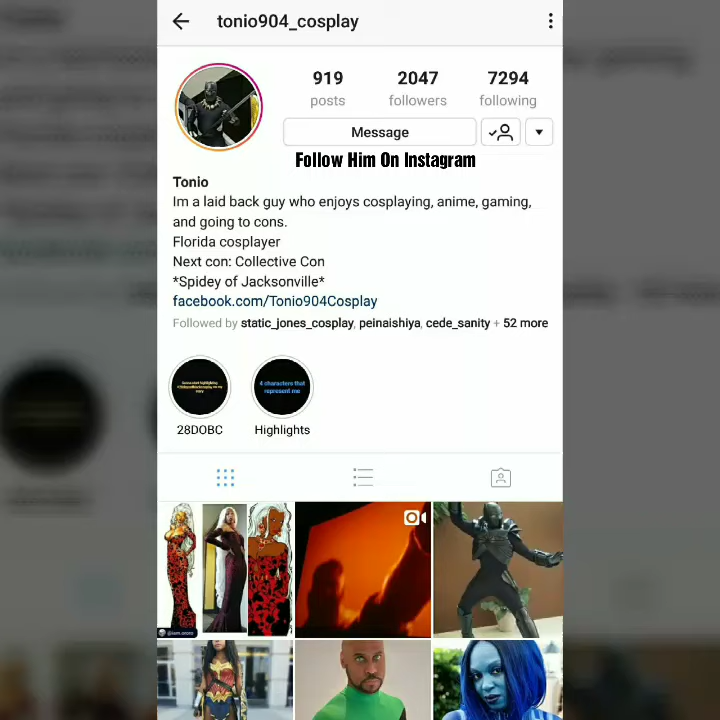 tonio904_cosplay
919
2047
7294
posts
followers
following
Message
Follow Him On Instagram
Tonio
Im a laid back guy who enjoys cosplaying, anime, gaming,
and going to cons.
Florida cosplayer
Next con: Collective Con
*Spidey of Jacksonville*
facebook.com/Tonio904Cosplay
Followed by static_jones_cosplay, peinaishiya, cede_sanity + 52 more
4 characters that
represent me
28DOBC
Highlights